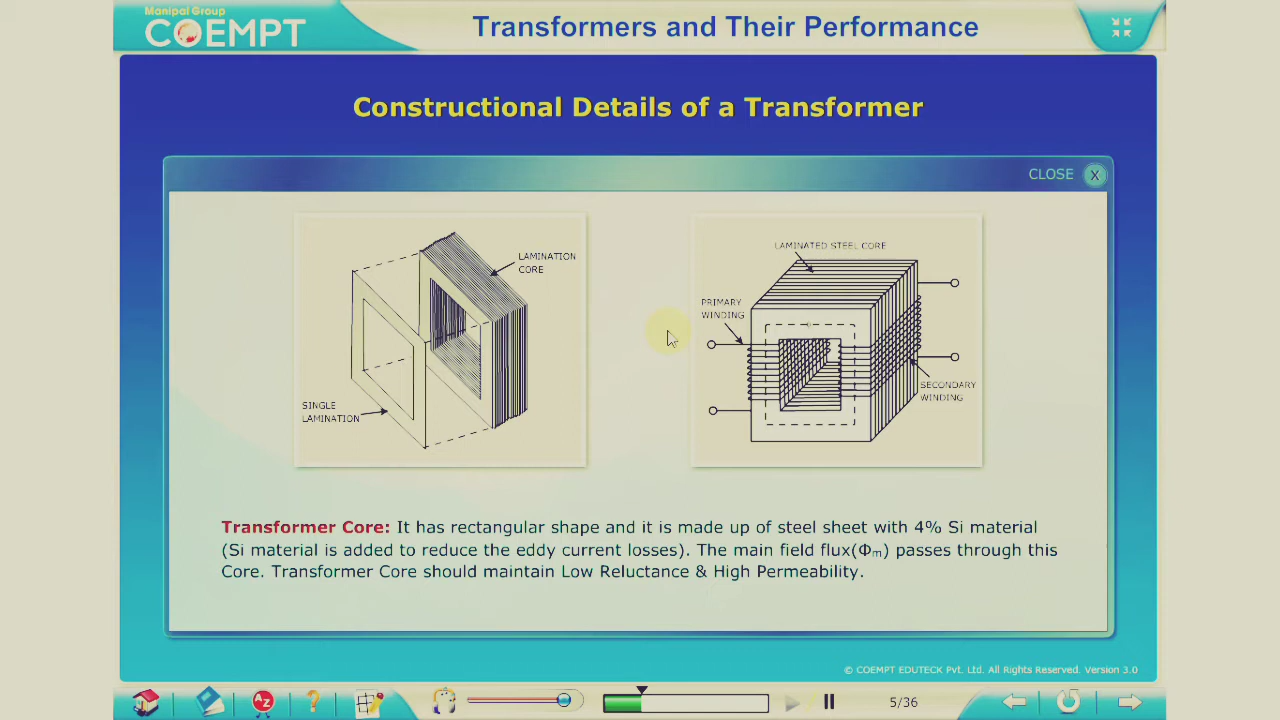 Manipal Group
COEMPT
Transformers and Their Performance
Constructional Details of a Transformer
CLOSE X
LAMINATION
CORE
SINGLE
LAMINATION
LAMINATED STEEL CORE
PRIMARY
WINDING
SECONDARY
WINDING
Transformer Core: It has rectangular shape and it is made up of steel sheet with 4% Si material
(Si material is added to reduce the eddy current losses). The main field flux(Φₘ) passes through this
Core. Transformer Core should maintain Low Reluctance & High Permeability.
© COEMPT EDUTECK Pvt. Ltd. All Rights Reserved. Version 3.0
AZ
?
5/36